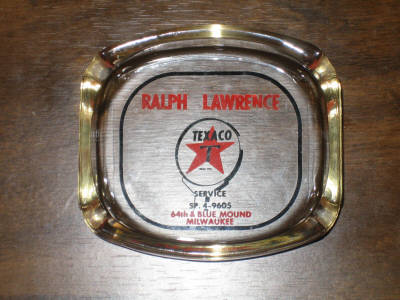 RALPH LAWRENCE
TEXACO
T
SERVICE
SP. 4-9605
64th & BLUE MOUND
MILWAUKEE